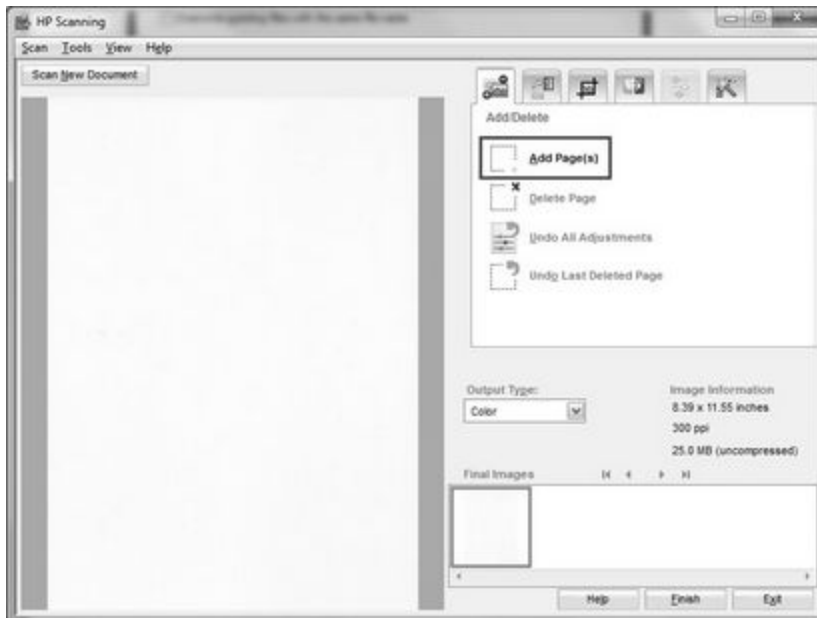 HP Scanning
Scan Tools View Help
Scan New Document
Add/Delete
Add Page(s)
Delete Page
Undo All Adjustments
Undo Last Deleted Page
Output Type:
Image Information
Color
8.39 x 11.55 inches
300 ppi
25.0 MB (uncompressed)
Final Images
Help Finish Exit